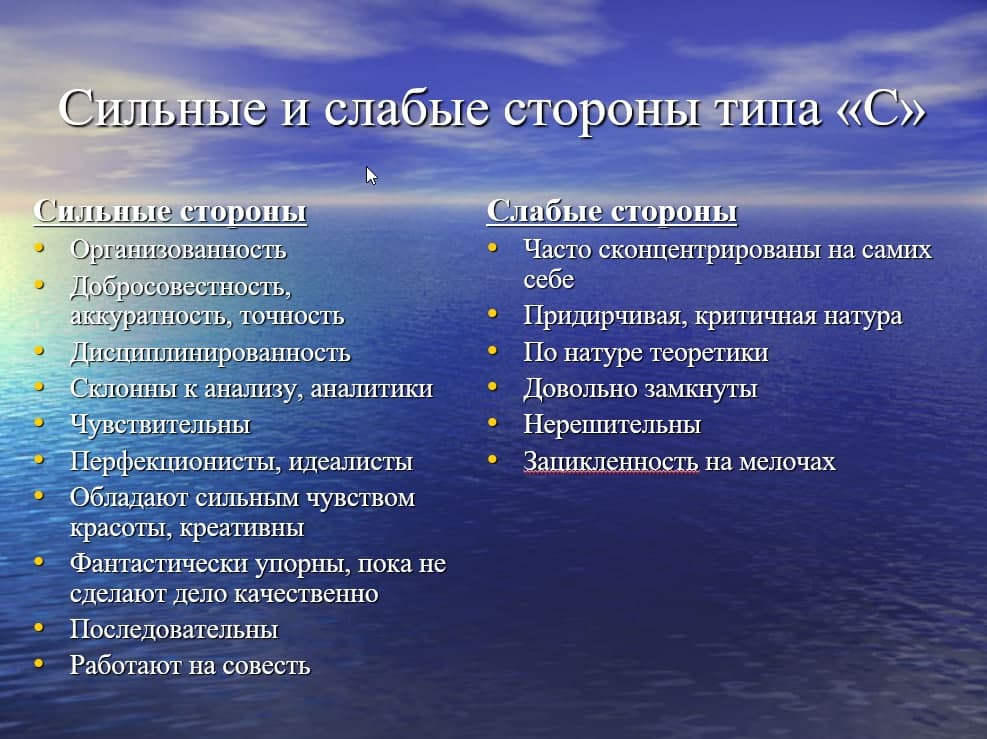 Сильные и слабые стороны типа «С»
Сильные стороны
• Организованность
• Добросовестность,
аккуратность, точность
• Дисциплинированность
• Склонны к анализу, аналитики
• Чувствительны
• Перфекционисты, идеалисты
• Обладают сильным чувством
красоты, креативны
• Фантастически упорны, пока не
сделают дело качественно
• Последовательны
• Работают на совесть
Слабые стороны
• Часто сконцентрированы на самих
себе
• Придирчивая, критичная натура
• По натуре теоретики
• Довольно замкнуты
• Нерешительны
• Зацикленность на мелочах